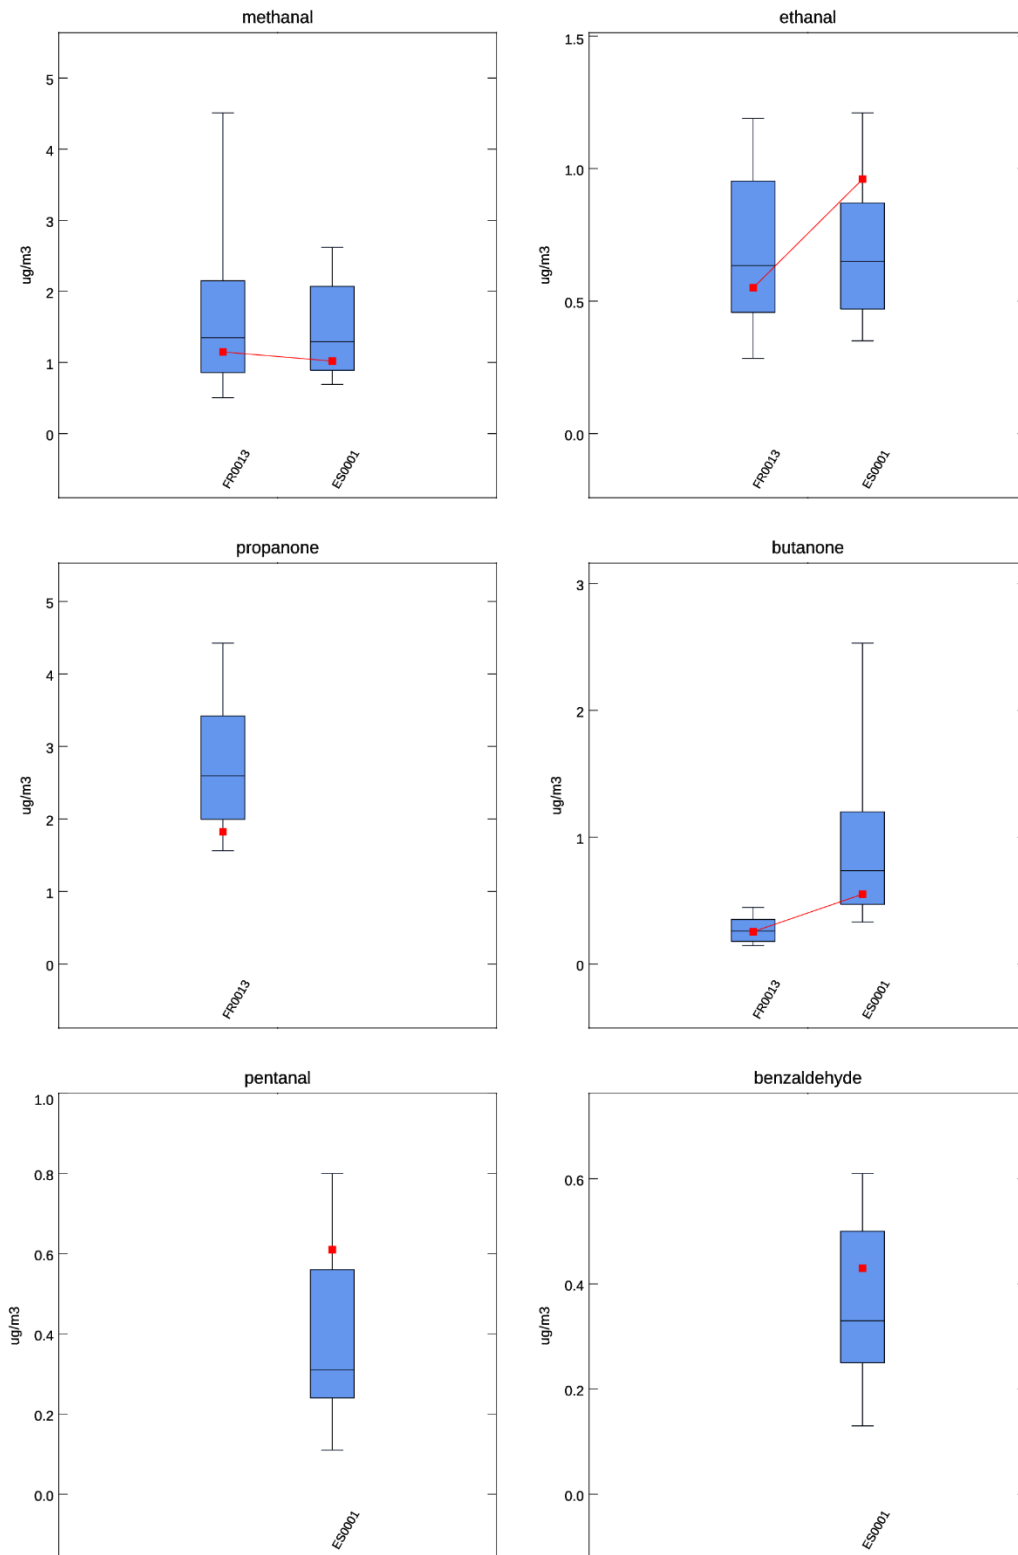 methanal
5
4
3
2
1
0
ug/m3
FR0013
ES0001
ethanal
1.5
1.0
0.5
0.0
ug/m3
FR0013
ES0001
propanone
5
4
3
2
1
0
ug/m3
FR0013
butanone
3
2
1
0
ug/m3
FR0013
ES0001
pentanal
1.0
0.8
0.6
0.4
0.2
0.0
ug/m3
ES0001
benzaldehyde
0.6
0.4
0.2
0.0
ug/m3
ES0001